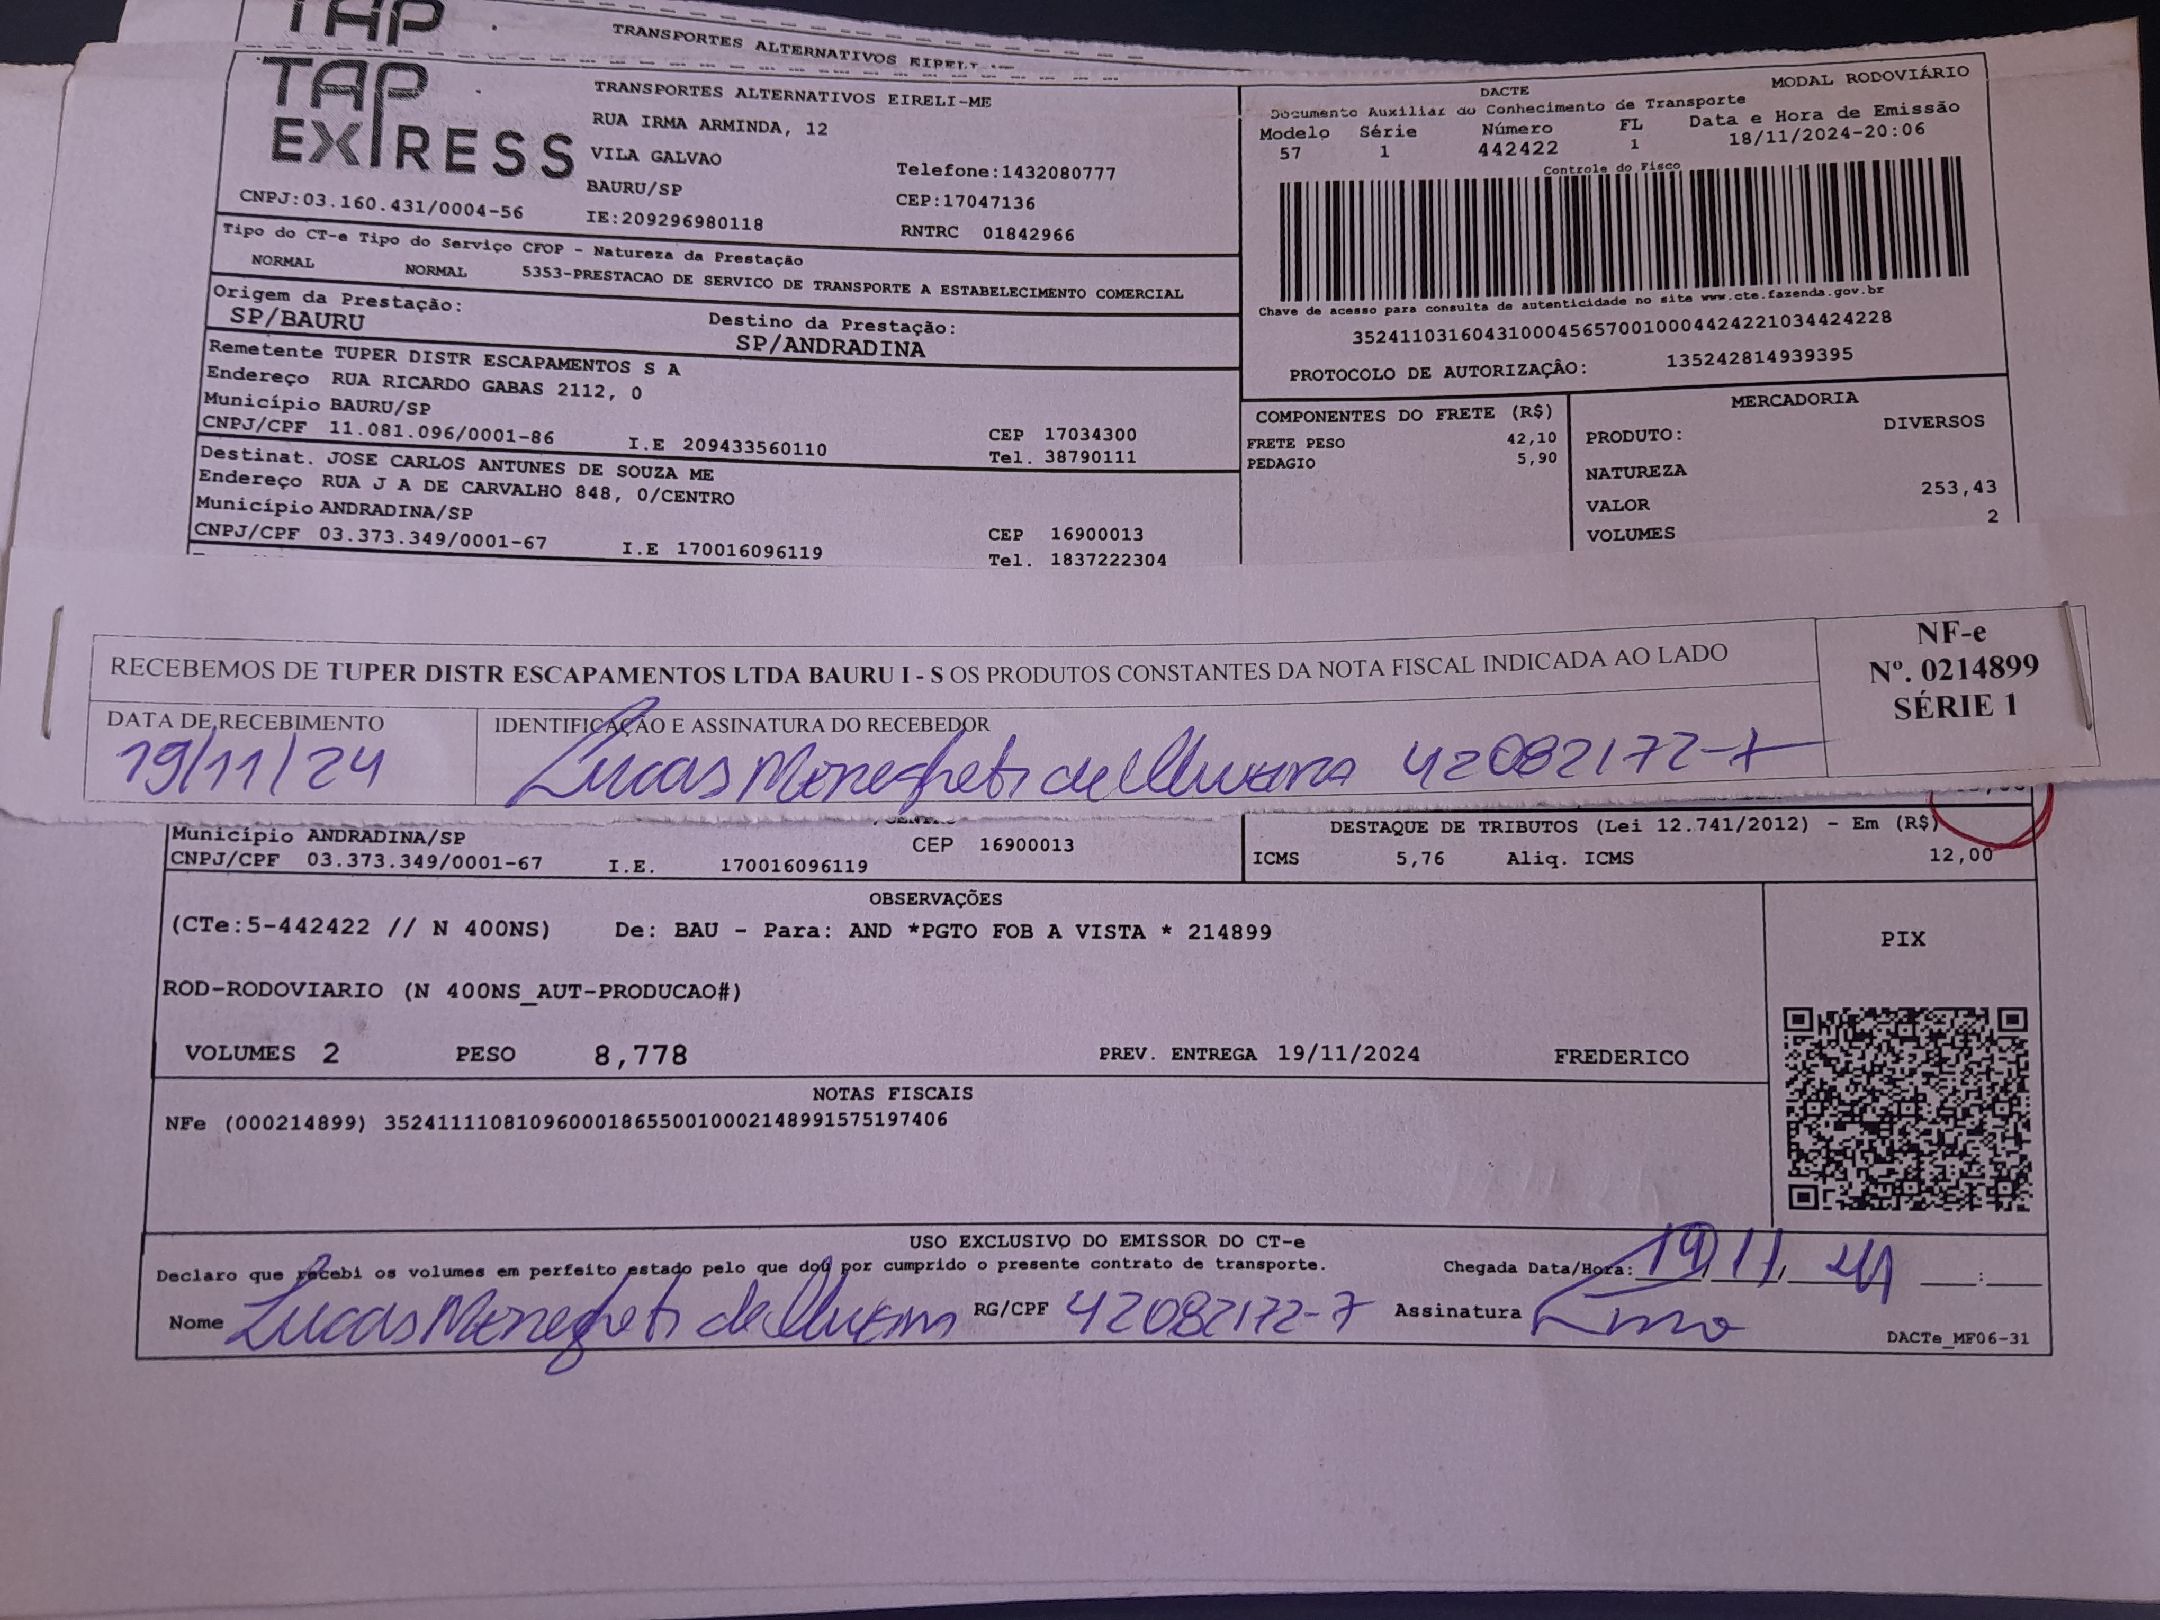 TAP
TRANSPORTES ALTERNATIVOS EIRELI-ME
TAP EXPRESS
TRANSPORTES ALTERNATIVOS EIRELI-ME
RUA IRMA ARMINDA, 12
VILA GALVAO
BAURU/SP
IE:209296980118
Telefone:1432080777
CEP:17047136
RNTRC 01842966
CNPJ:03.160.431/0004-56
DACTE
MODAL RODOVIÁRIO
Documento Auxiliar do Conhecimento de Transporte
Modelo Série Número FL Data e Hora de Emissão
57 1 442422 1 18/11/2024-20:06
Controle do Fisco
Chave de acesso para consulta de autenticidade no site www.cte.fazenda.gov.br
35241103160431000456570010004424221034424228
PROTOCOLO DE AUTORIZAÇÃO: 135242814939395
Tipo do CT-e Tipo do Serviço CFOP - Natureza da Prestação
NORMAL NORMAL 5353-PRESTACAO DE SERVICO DE TRANSPORTE A ESTABELECIMENTO COMERCIAL
Origem da Prestação: Destino da Prestação:
SP/BAURU SP/ANDRADINA
Remetente TUPER DISTR ESCAPAMENTOS S A
Endereço RUA RICARDO GABAS 2112, 0
Município BAURU/SP CEP 17034300
CNPJ/CPF 11.081.096/0001-86 I.E 209433560110 Tel. 38790111
Destinat. JOSE CARLOS ANTUNES DE SOUZA ME
Endereço RUA J A DE CARVALHO 848, 0/CENTRO
Município ANDRADINA/SP CEP 16900013
CNPJ/CPF 03.373.349/0001-67 I.E 170016096119 Tel. 1837222304
COMPONENTES DO FRETE (R$)
FRETE PESO 42,10
PEDAGIO 5,90
MERCADORIA
PRODUTO: DIVERSOS
NATUREZA
VALOR 253,43
VOLUMES 2
RECEBEMOS DE TUPER DISTR ESCAPAMENTOS LTDA BAURU I - S OS PRODUTOS CONSTANTES DA NOTA FISCAL INDICADA AO LADO
NF-e
Nº. 0214899
SÉRIE 1
DATA DE RECEBIMENTO IDENTIFICAÇÃO E ASSINATURA DO RECEBEDOR
19/11/24 Lucas Menegheti de Oliveira 42082172-7
Município ANDRADINA/SP CEP 16900013
CNPJ/CPF 03.373.349/0001-67 I.E. 170016096119
DESTAQUE DE TRIBUTOS (Lei 12.741/2012) - Em (R$)
ICMS 5,76 Aliq. ICMS 12,00
OBSERVAÇÕES
(CTe:5-442422 // N 400NS) De: BAU - Para: AND *PGTO FOB A VISTA * 214899
ROD-RODOVIARIO (N 400NS_AUT-PRODUCAO#)
VOLUMES 2 PESO 8,778 PREV. ENTREGA 19/11/2024 FREDERICO
PIX
NOTAS FISCAIS
NFe (000214899) 35241111081096000186550010002148991575197406
USO EXCLUSIVO DO EMISSOR DO CT-e
Declaro que recebi os volumes em perfeito estado pelo que dou por cumprido o presente contrato de transporte. Chegada Data/Hora: 19/11/24 :
Nome Lucas Menegheti de Oliveira RG/CPF 42082172-7 Assinatura
DACTe_MF06-31